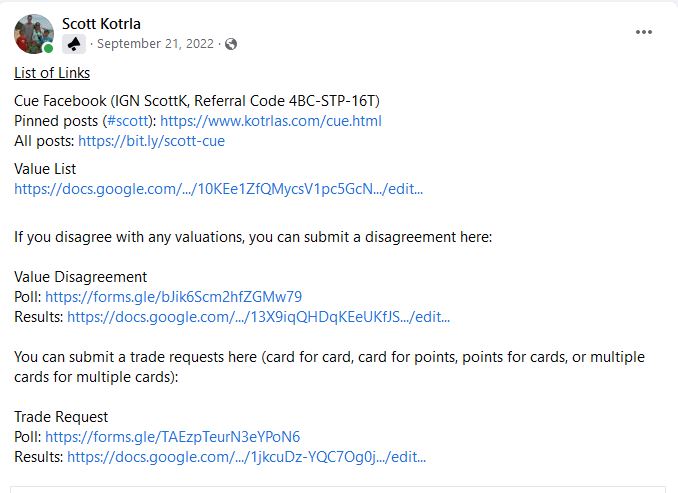 Scott Kotrla
· September 21, 2022 ·
List of Links
Cue Facebook (IGN ScottK, Referral Code 4BC-STP-16T)
Pinned posts (#scott): https://www.kotrlas.com/cue.html
All posts: https://bit.ly/scott-cue
Value List
https://docs.google.com/.../10KEe1ZfQMycsV1pc5GcN.../edit...
If you disagree with any valuations, you can submit a disagreement here:
Value Disagreement
Poll: https://forms.gle/bJik6Scm2hfZGMw79
Results: https://docs.google.com/.../13X9iqQHDqKEeUKfJS.../edit...
You can submit a trade requests here (card for card, card for points, points for cards, or multiple
cards for multiple cards):
Trade Request
Poll: https://forms.gle/TAEzpTeurN3eYPoN6
Results: https://docs.google.com/.../1jkcuDz-YQC7Og0j.../edit...